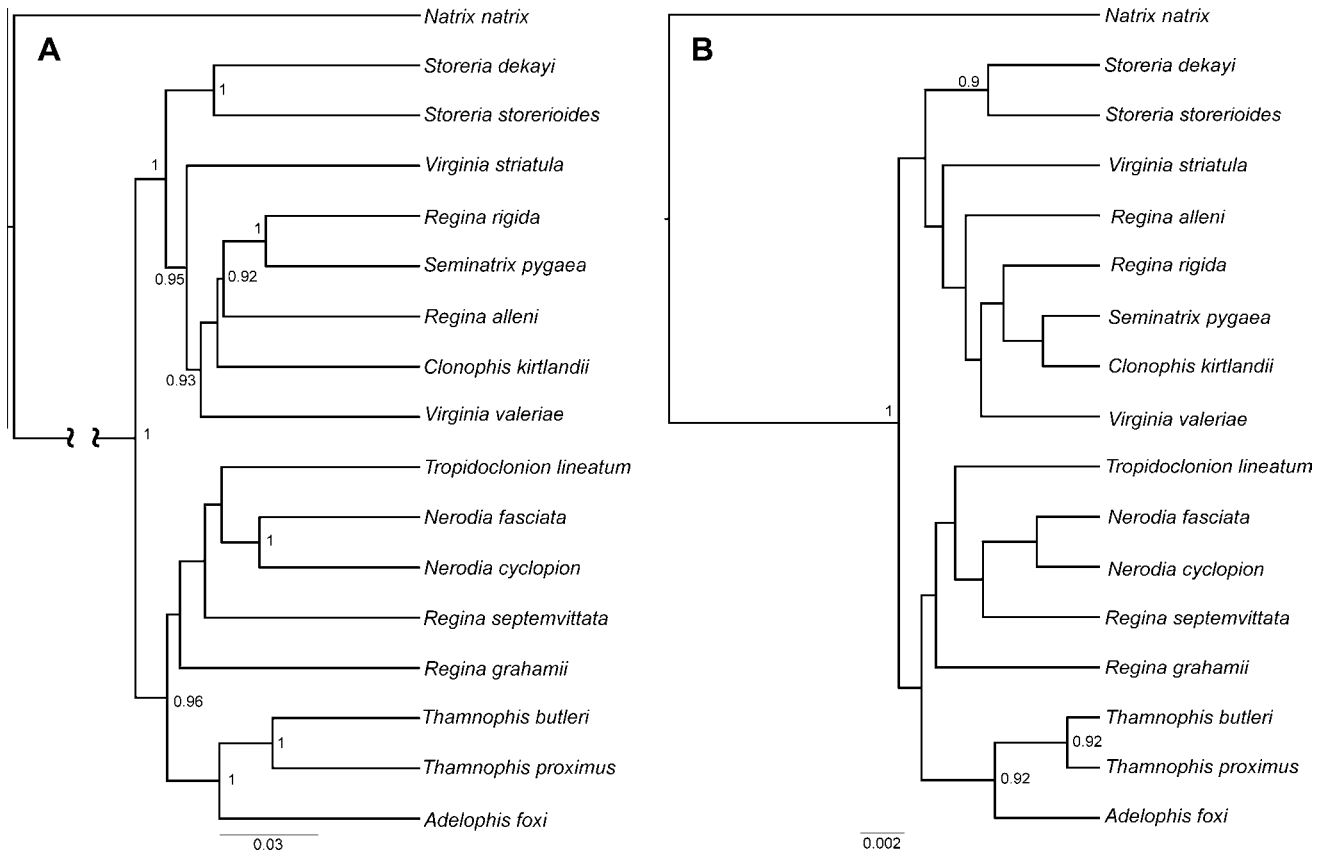 A
Natrix natrix
Storeria dekayi
1
Storeria storerioides
1
Virginia striatula
Regina rigida
1
Seminatrix pygaea
0.95
0.92
Regina alleni
Clonophis kirtlandii
0.93
Virginia valeriae
1
Tropidoclonion lineatum
Nerodia fasciata
1
Nerodia cyclopion
Regina septemvittata
Regina grahamii
0.96
Thamnophis butleri
1
Thamnophis proximus
1
Adelophis foxi
0.03
B
Natrix natrix
Storeria dekayi
0.9
Storeria storerioides
Virginia striatula
Regina alleni
Regina rigida
Seminatrix pygaea
Clonophis kirtlandii
Virginia valeriae
1
Tropidoclonion lineatum
Nerodia fasciata
Nerodia cyclopion
Regina septemvittata
Regina grahamii
Thamnophis butleri
0.92
Thamnophis proximus
0.92
Adelophis foxi
0.002